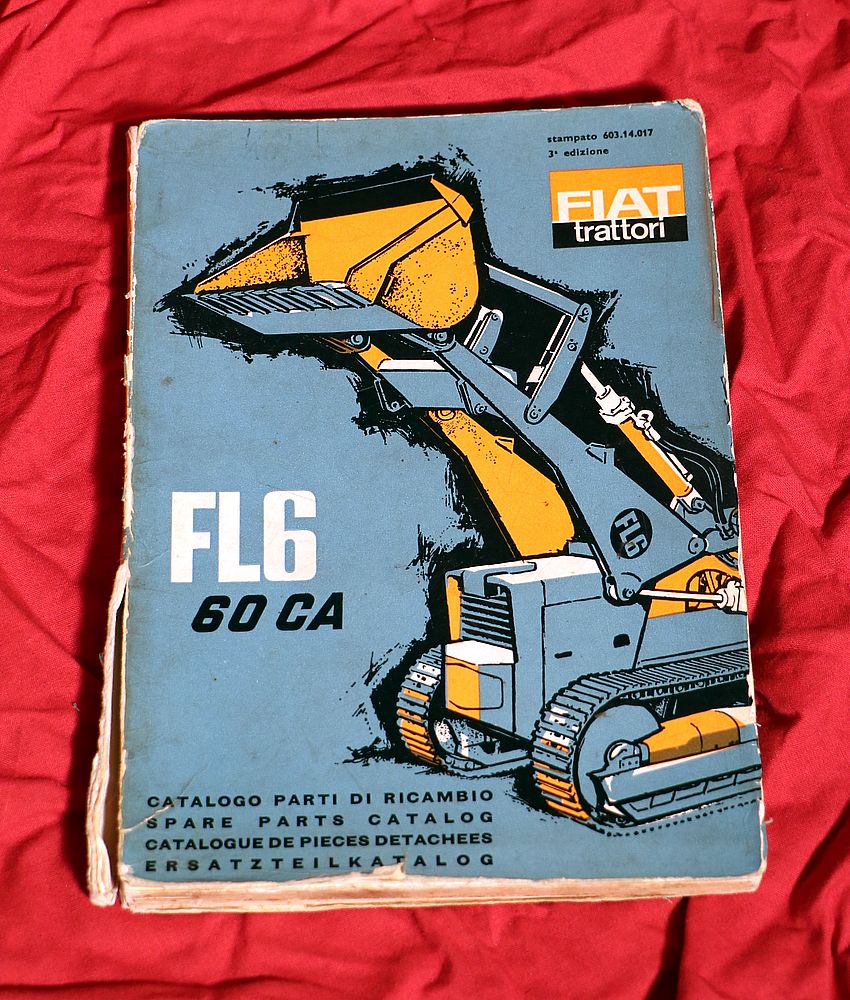 stampato 603.14.017
3ª edizione
FIAT
trattori
FL6
60 CA
FL6
CATALOGO PARTI DI RICAMBIO
SPARE PARTS CATALOG
CATALOGUE DE PIECES DETACHEES
ERSATZTEILKATALOG